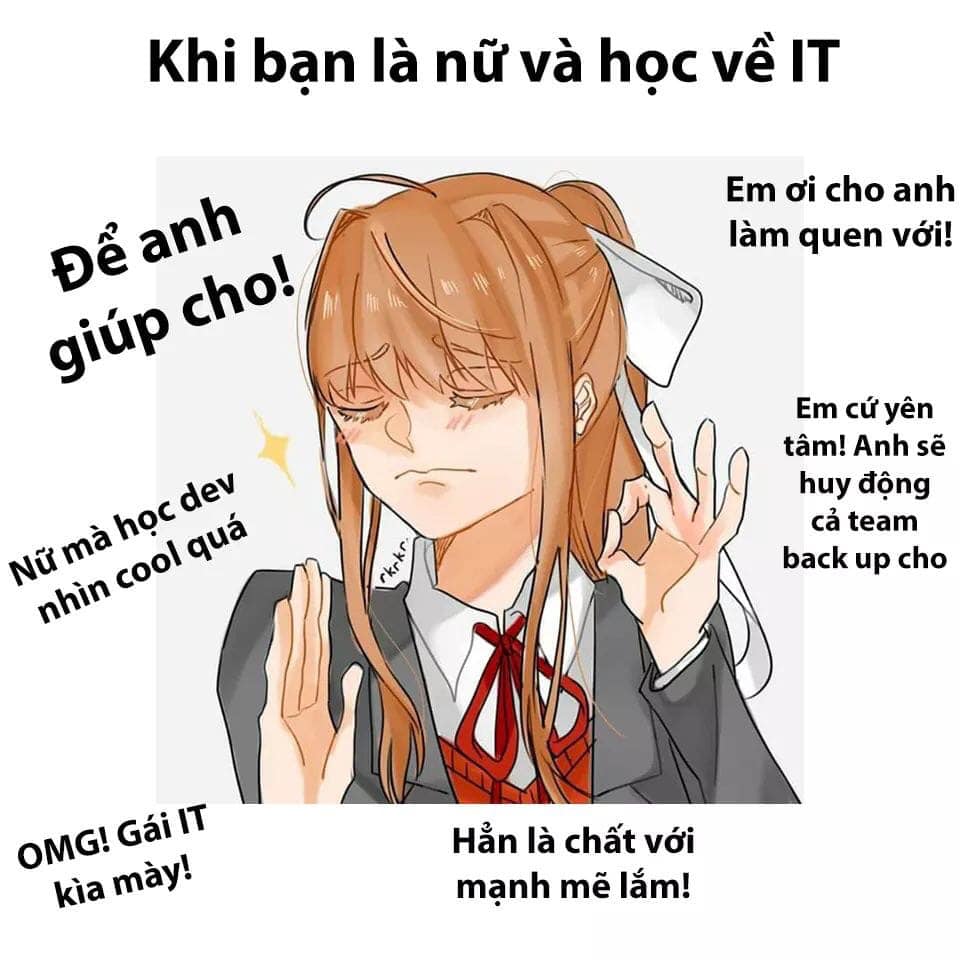 Khi bạn là nữ và học về IT
Để anh
giúp cho!
Em ơi cho anh
làm quen với!
Em cứ yên
tâm! Anh sẽ
huy động
cả team
back up cho
Nữ mà học dev
nhìn cool quá
rkrkr.
OMG! Gái IT
kìa mày!
Hẳn là chất với
mạnh mẽ lắm!